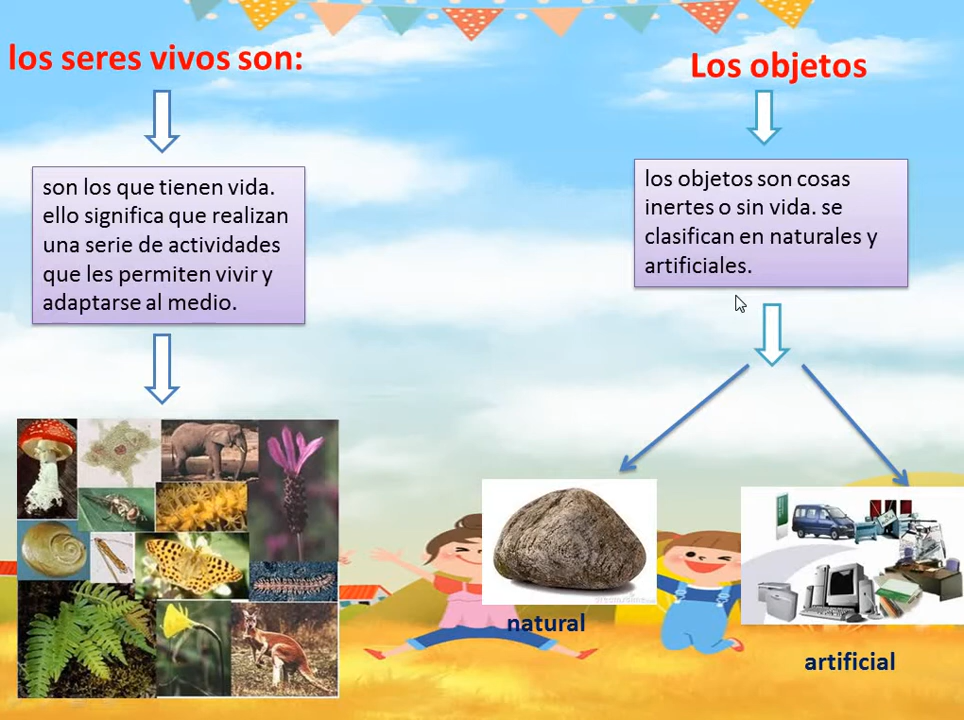 los seres vivos son:
son los que tienen vida.
ello significa que realizan
una serie de actividades
que les permiten vivir y
adaptarse al medio.
Los objetos
los objetos son cosas
inertes o sin vida. se
clasifican en naturales y
artificiales.
natural
artificial